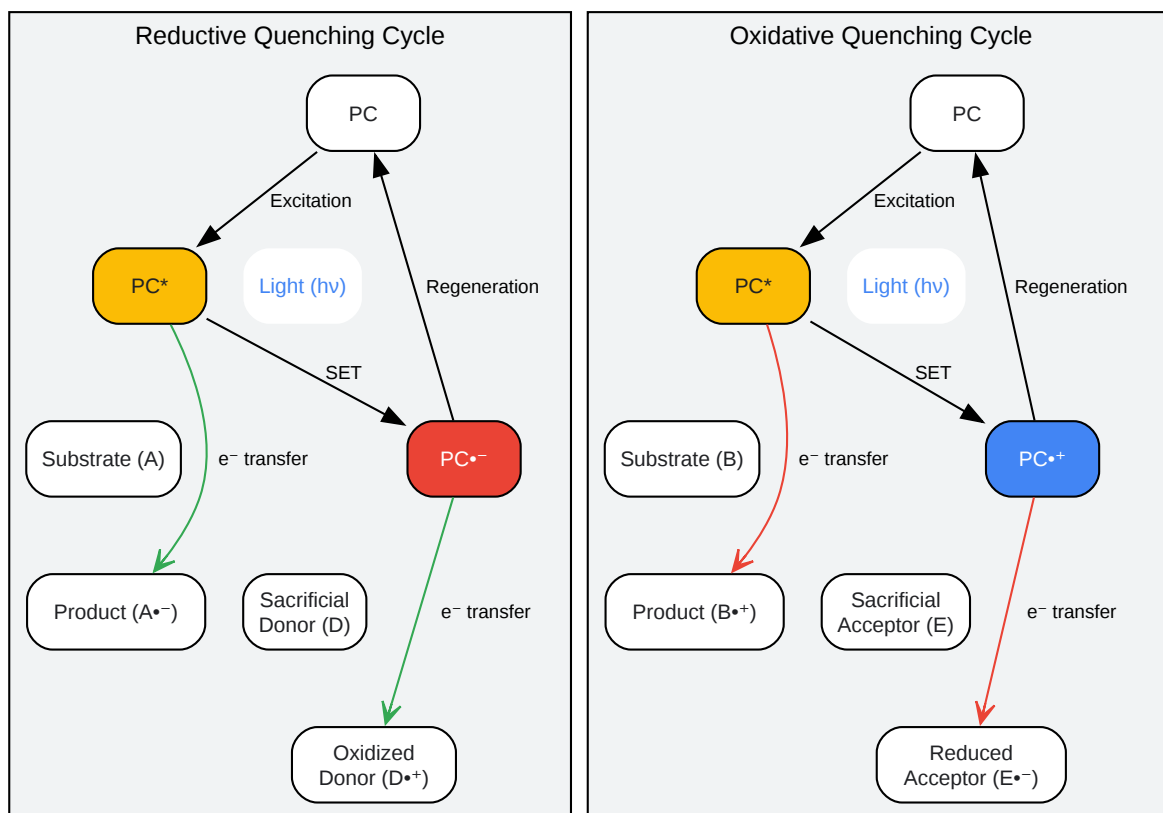 Reductive Quenching Cycle
PC
Excitation
PC*
Light (hν)
Regeneration
SET
Substrate (A)
e⁻ transfer
PC•⁻
Product (A•⁻)
Sacrificial
Donor (D)
e⁻ transfer
Oxidized
Donor (D•⁺)
Oxidative Quenching Cycle
PC
Excitation
PC*
Light (hν)
Regeneration
SET
Substrate (B)
e⁻ transfer
PC•⁺
Product (B•⁺)
Sacrificial
Acceptor (E)
e⁻ transfer
Reduced
Acceptor (E•⁻)